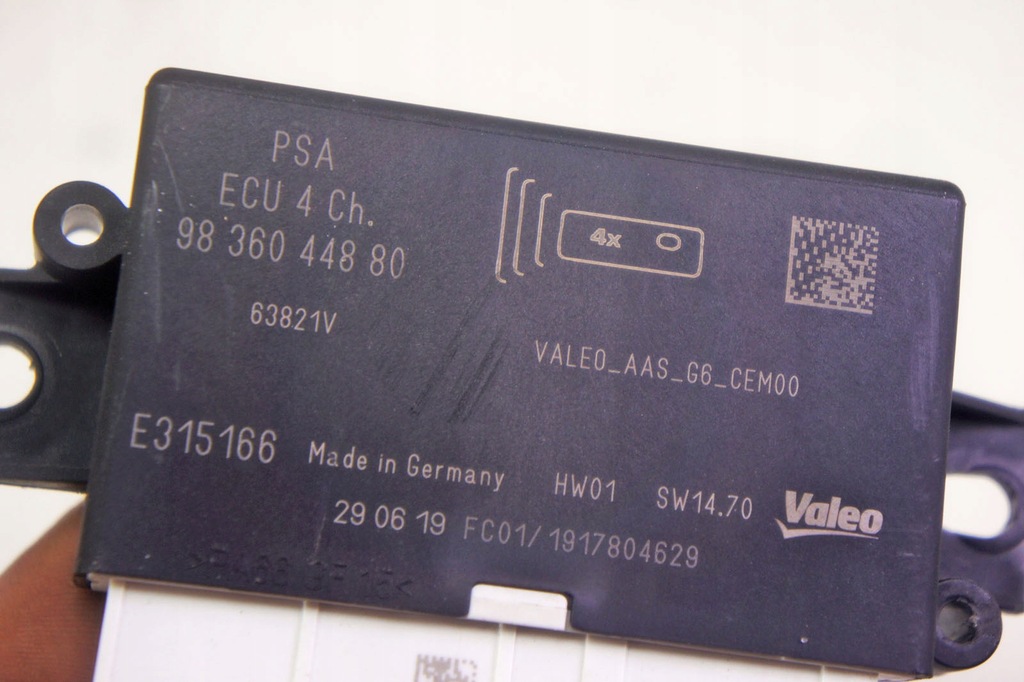 PSA
ECU 4 Ch.
98 360 448 80
63821V
4x
VALEO_AAS_G6_CEM00
E315166 Made in Germany HW01 SW14.70 Valeo
29 06 19 FC01/1917804629